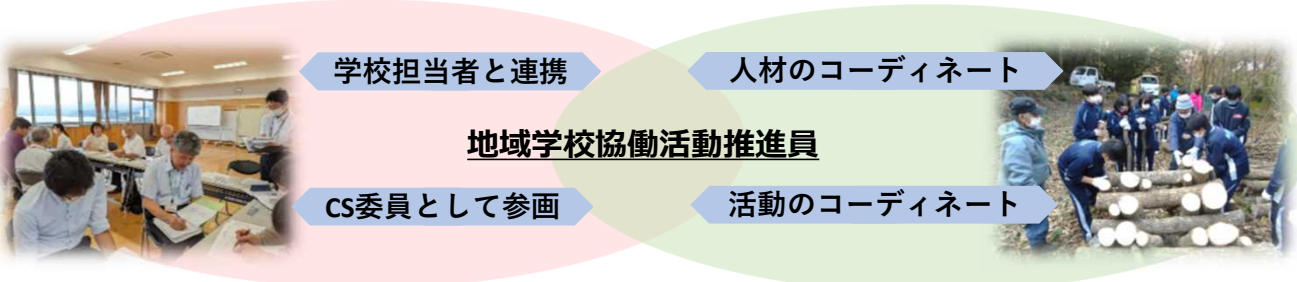 学校担当者と連携
人材のコーディネート
地域学校協働活動推進員
CS委員として参画
活動のコーディネート